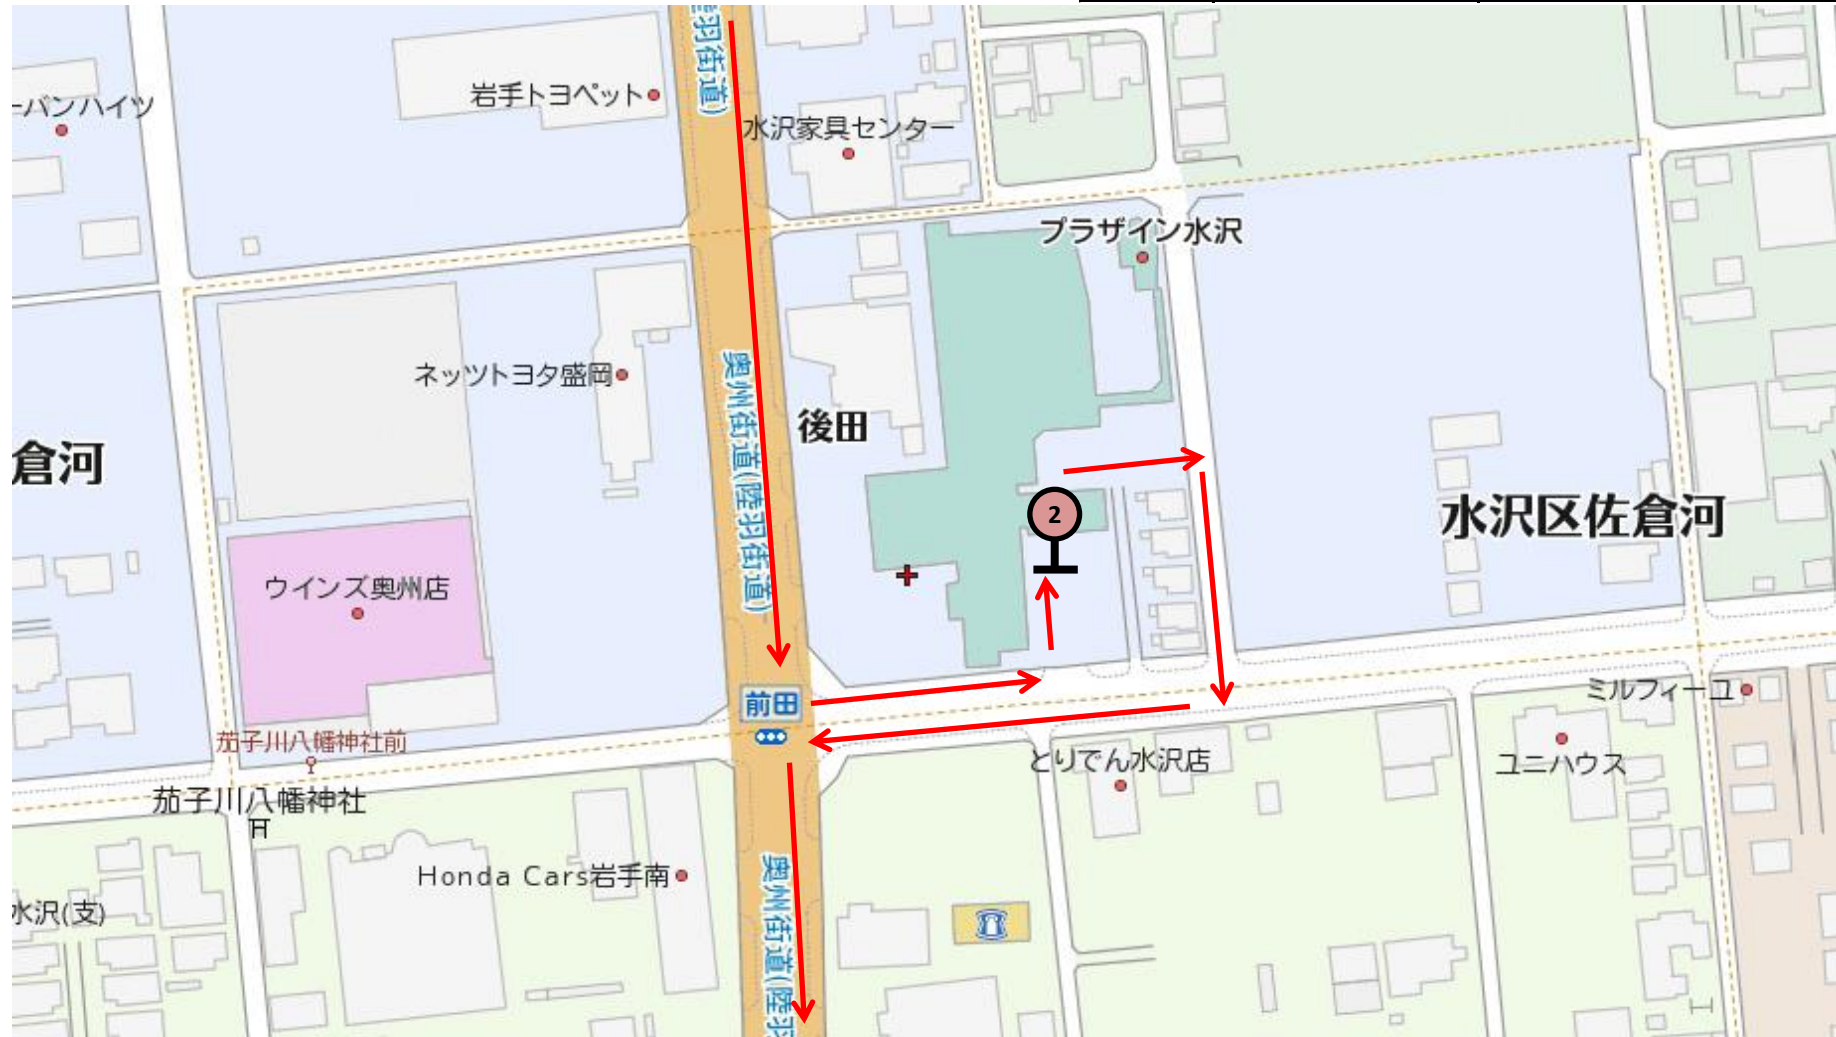 羽街道)
岩手トヨペット
ーバンハイツ
水沢家具センター
プラザイン水沢
ネッツトヨタ盛岡
奥州街道(陸羽街道)
後田
倉河
2
水沢区佐倉河
ウインズ奥州店
前田
ミルフィーユ
茄子川八幡神社前
とりでん水沢店
ユニハウス
茄子川八幡神社
Honda Cars岩手南
水沢(支)
奥州街道(陸羽